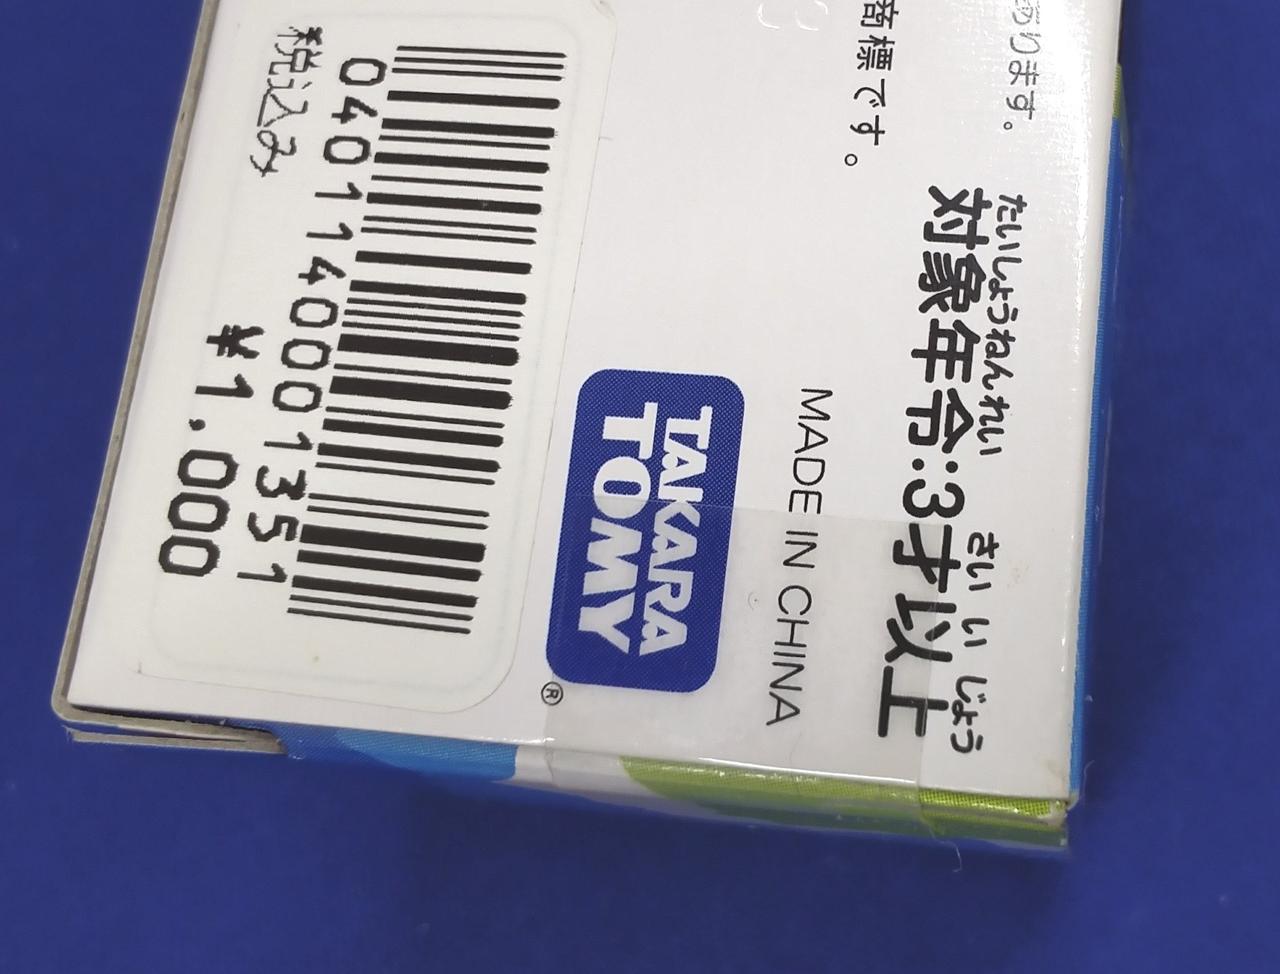 あります。
商標です。
たいしょうねんれい さい い じょう
対象年令:3才以上
MADE IN CHINA
TAKARA
TOMY
®
0401140001351
税込み
¥1.000